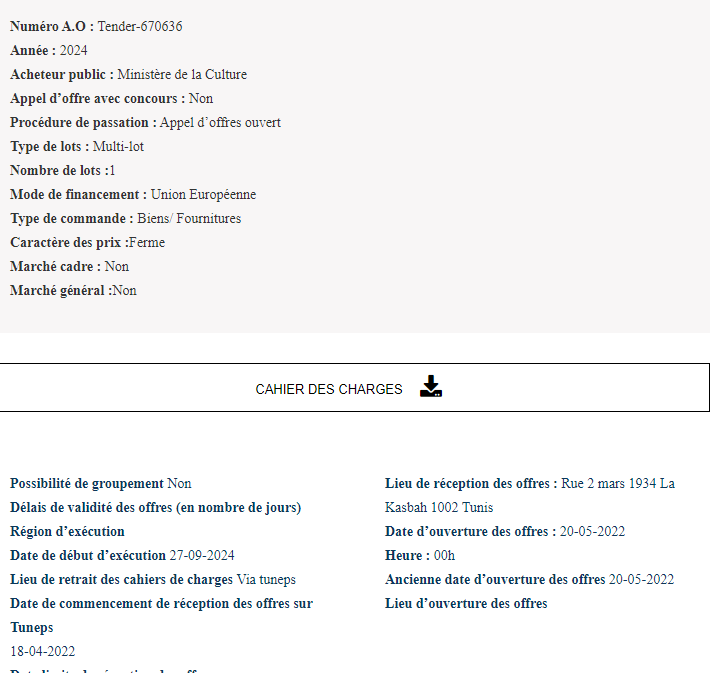 Numéro A.O : Tender-670636
Année : 2024
Acheteur public : Ministère de la Culture
Appel d’offre avec concours : Non
Procédure de passation : Appel d’offres ouvert
Type de lots : Multi-lot
Nombre de lots :1
Mode de financement : Union Européenne
Type de commande : Biens/ Fournitures
Caractère des prix :Ferme
Marché cadre : Non
Marché général :Non
CAHIER DES CHARGES
Possibilité de groupement Non
Délais de validité des offres (en nombre de jours)
Région d’exécution
Date de début d’exécution 27-09-2024
Lieu de retrait des cahiers de charges Via tuneps
Date de commencement de réception des offres sur
Tuneps
18-04-2022
Lieu de réception des offres : Rue 2 mars 1934 La
Kasbah 1002 Tunis
Date d’ouverture des offres : 20-05-2022
Heure : 00h
Ancienne date d’ouverture des offres 20-05-2022
Lieu d’ouverture des offres